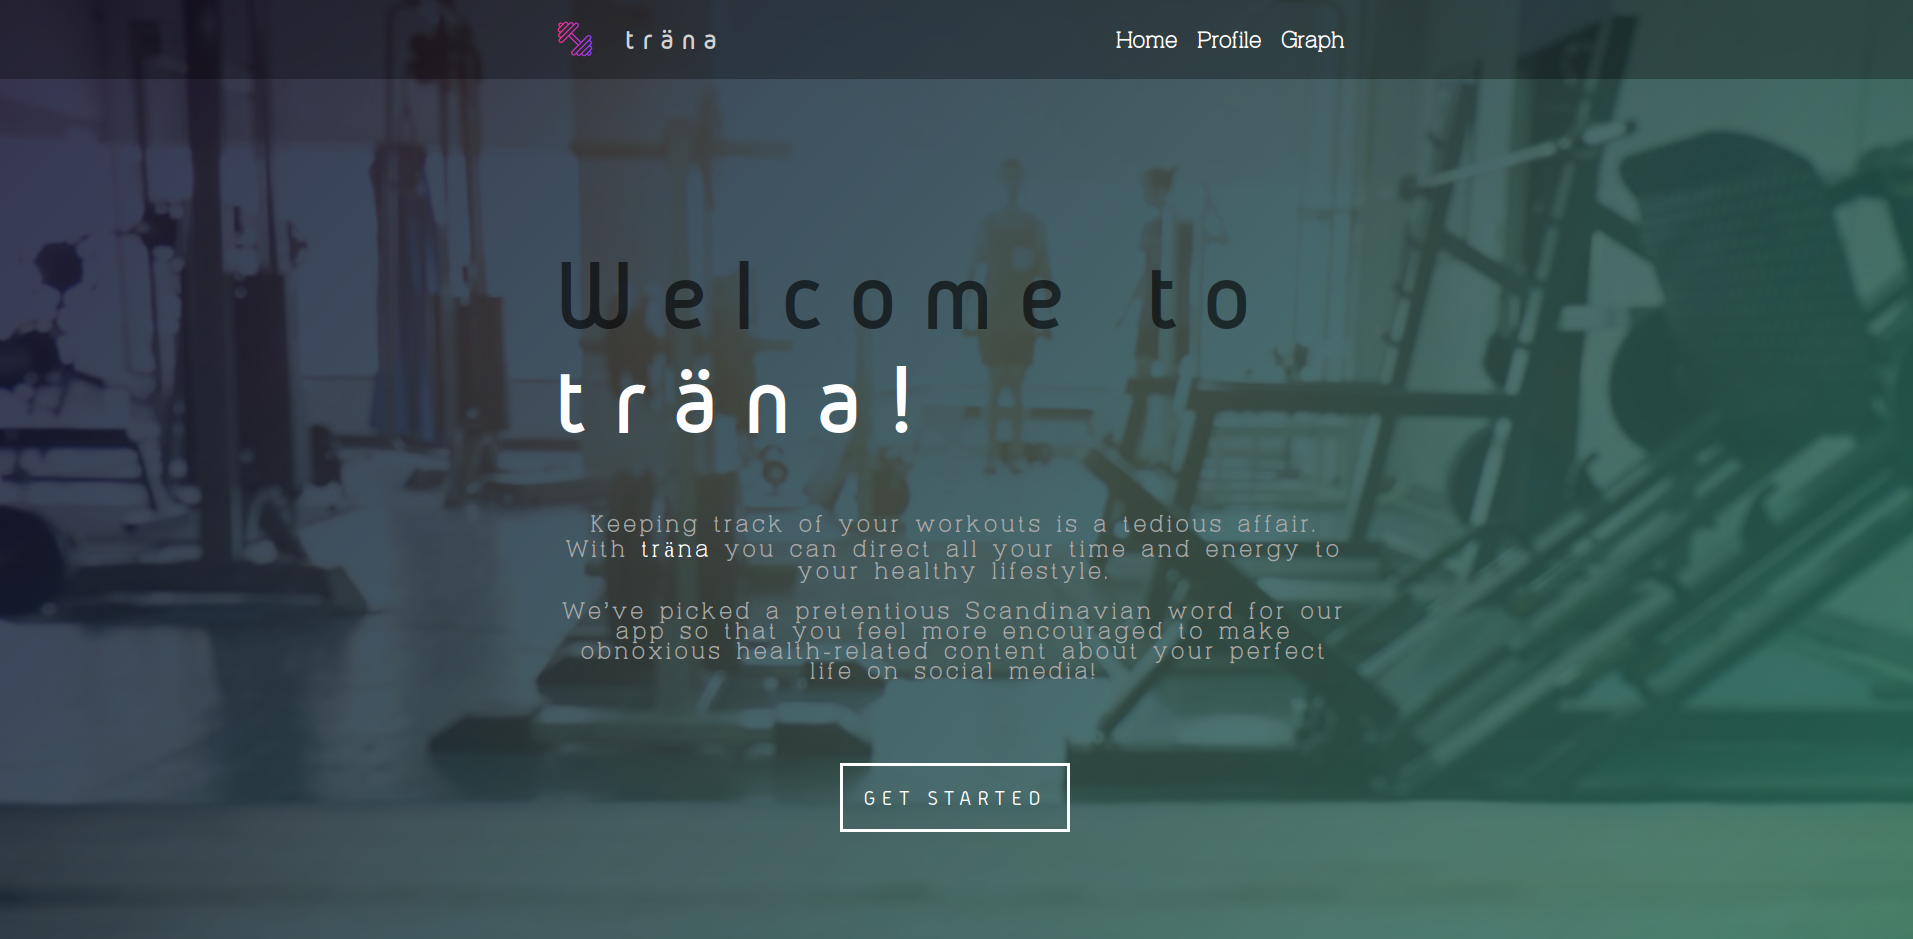 träna
Home Profile Graph
Welcome to
träna!
Keeping track of your workouts is a tedious affair.
With träna you can direct all your time and energy to
your healthy lifestyle.
We've picked a pretentious Scandinavian word for our
app so that you feel more encouraged to make
obnoxious health-related content about your perfect
life on social media!
GET STARTED